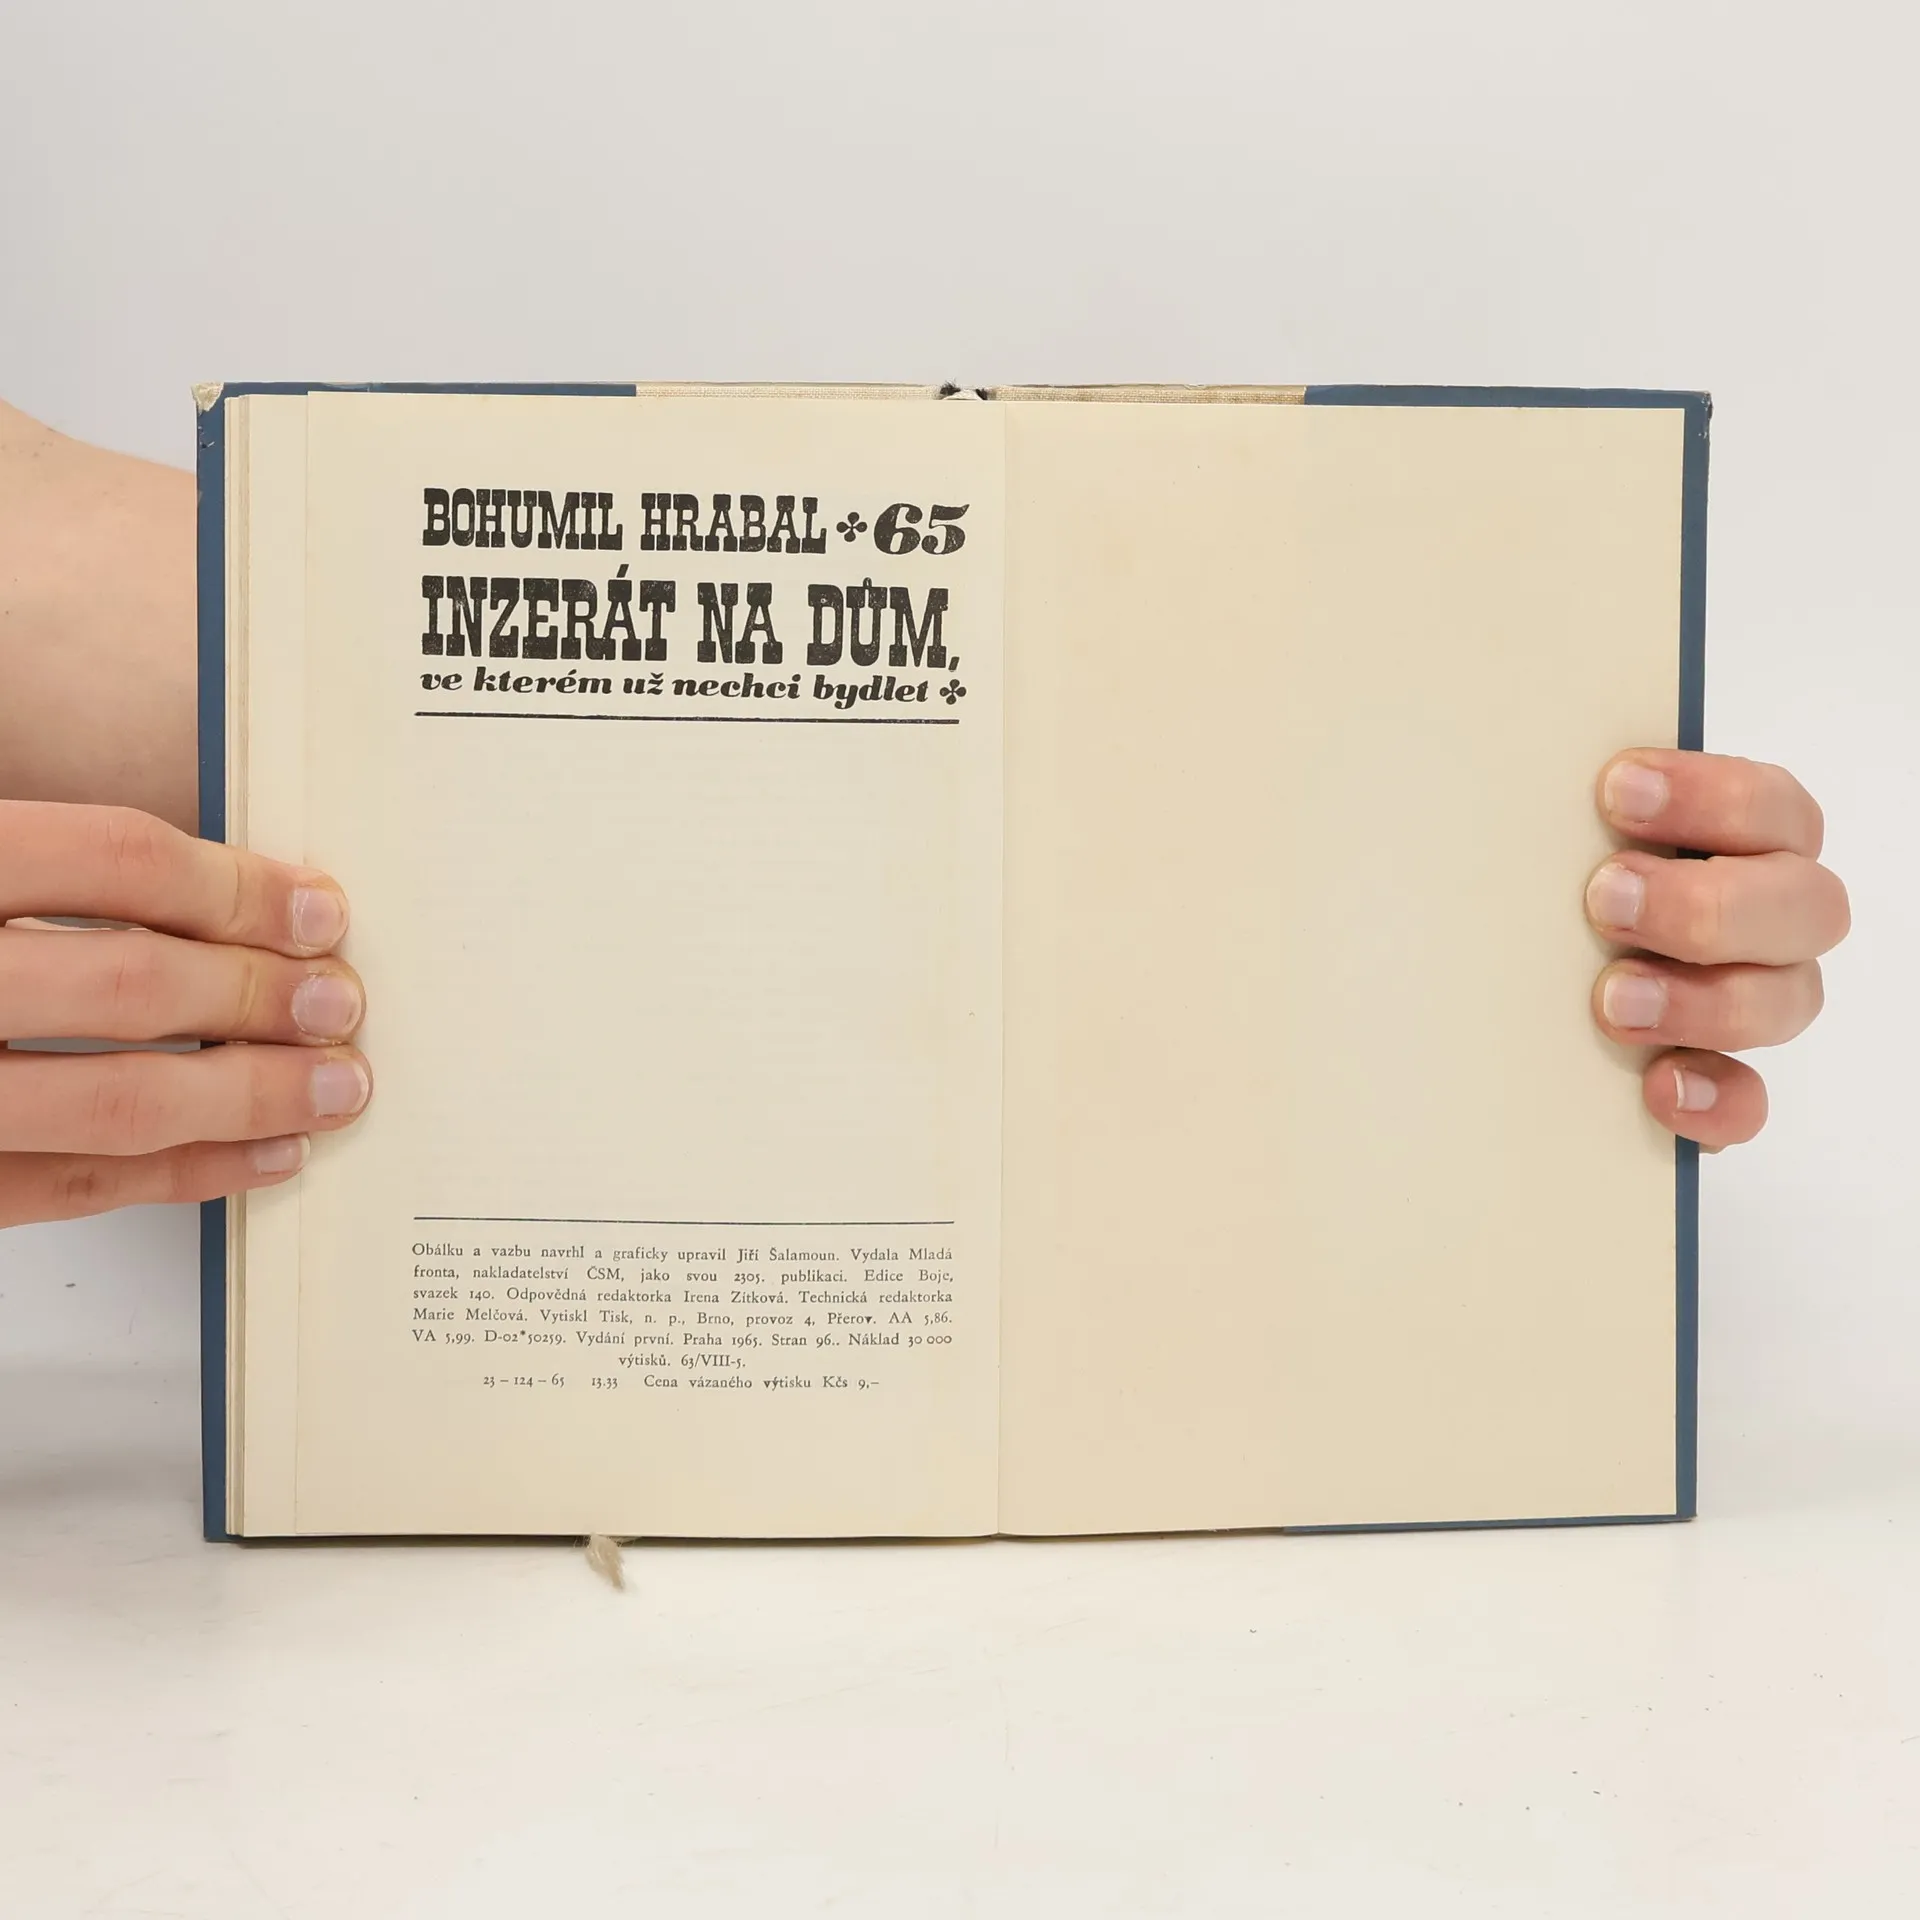 BOHUMIL HRABAL ✤ 65
INZERÁT NA DŮM,
ve kterém už nechci bydlet ✤
Obálku a vazbu navrhl a graficky upravil Jiří Šalamoun. Vydala Mladá
fronta, nakladatelství ČSM, jako svou 2305. publikaci. Edice Boje,
svazek 140. Odpovědná redaktorka Irena Zítková. Technická redaktorka
Marie Melčová. Vytiskl Tisk, n. p., Brno, provoz 4, Přerov. AA 5,86.
VA 5,99. D-02*50259. Vydání první. Praha 1965. Stran 96.. Náklad 30 000
výtisků. 63/VIII-5.
23 – 124 – 65 13.33 Cena vázaného výtisku Kčs 9,–